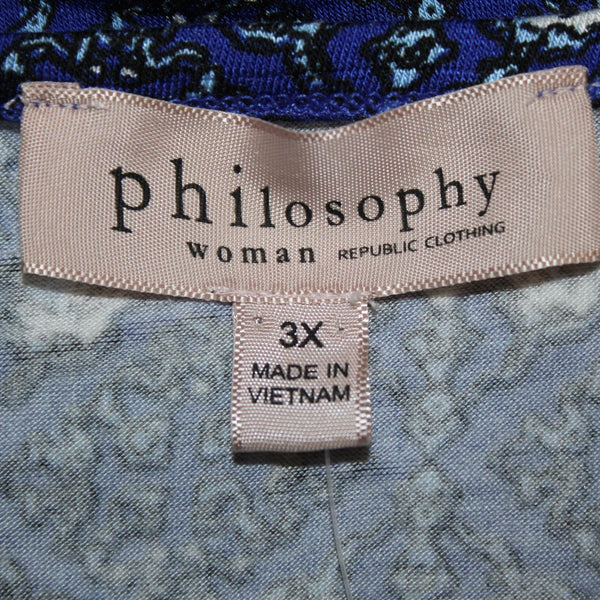 philosophy
woman REPUBLIC CLOTHING
3X
MADE IN
VIETNAM